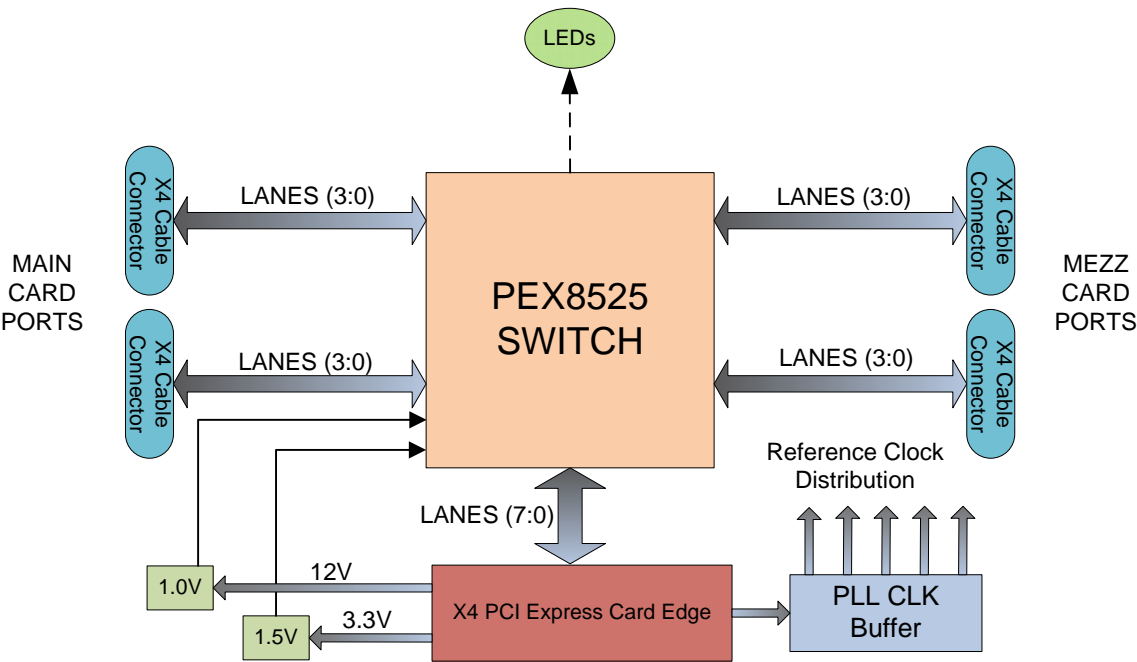 LEDs
X4 Cable
Connector
LANES (3:0)
LANES (3:0)
X4 Cable
Connector
MAIN
CARD
PORTS
PEX8525
SWITCH
MEZZ
CARD
PORTS
X4 Cable
Connector
LANES (3:0)
LANES (3:0)
X4 Cable
Connector
Reference Clock
Distribution
LANES (7:0)
1.0V
12V
X4 PCI Express Card Edge
PLL CLK
Buffer
1.5V
3.3V